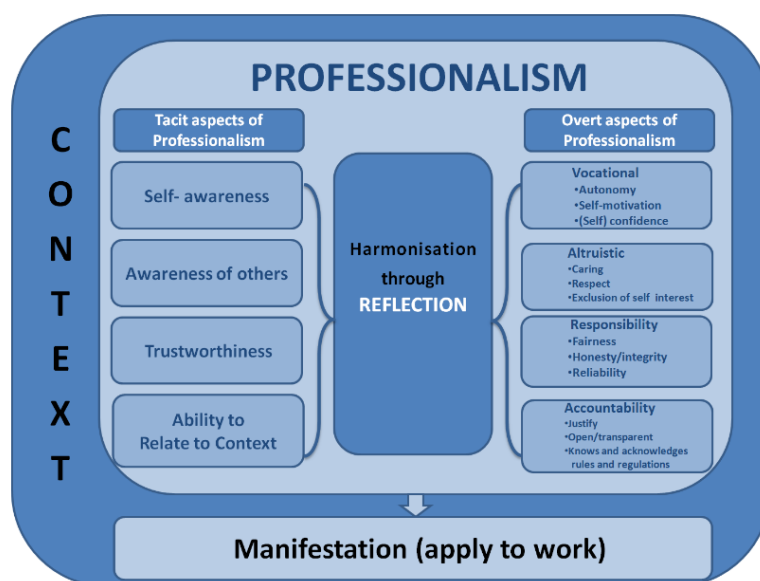 PROFESSIONALISM
CONTEXT
Tacit aspects of
Professionalism
Self- awareness
Awareness of others
Trustworthiness
Ability to
Relate to Context
Harmonisation
through
REFLECTION
Overt aspects of
Professionalism
Vocational
•Autonomy
•Self-motivation
•(Self) confidence
Altruistic
•Caring
•Respect
•Exclusion of self interest
Responsibility
•Fairness
•Honesty/integrity
•Reliability
Accountability
•Justify
•Open/transparent
•Knows and acknowledges
rules and regulations
Manifestation (apply to work)